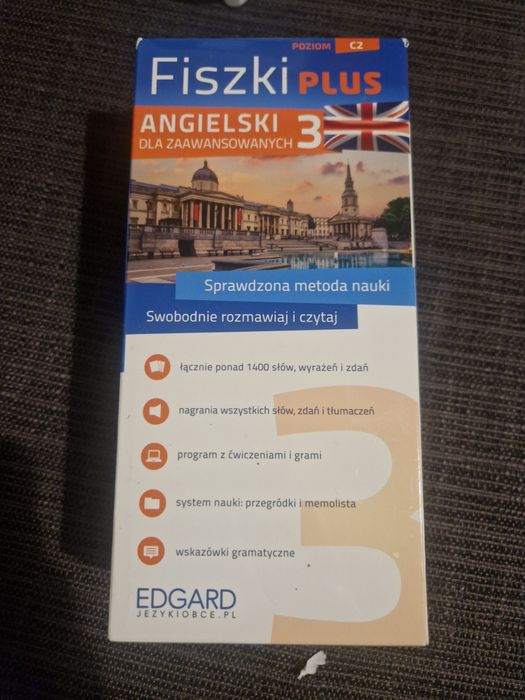 POZIOM C2
Fiszki PLUS
ANGIELSKI 3
DLA ZAAWANSOWANYCH
Sprawdzona metoda nauki
Swobodnie rozmawiaj i czytaj
łącznie ponad 1400 słów, wyrażeń i zdań
nagrania wszystkich słów, zdań i tłumaczeń
program z ćwiczeniami i grami
system nauki: przegródki i memolista
wskazówki gramatyczne
3
EDGARD
JEZYKIOBCE.PL